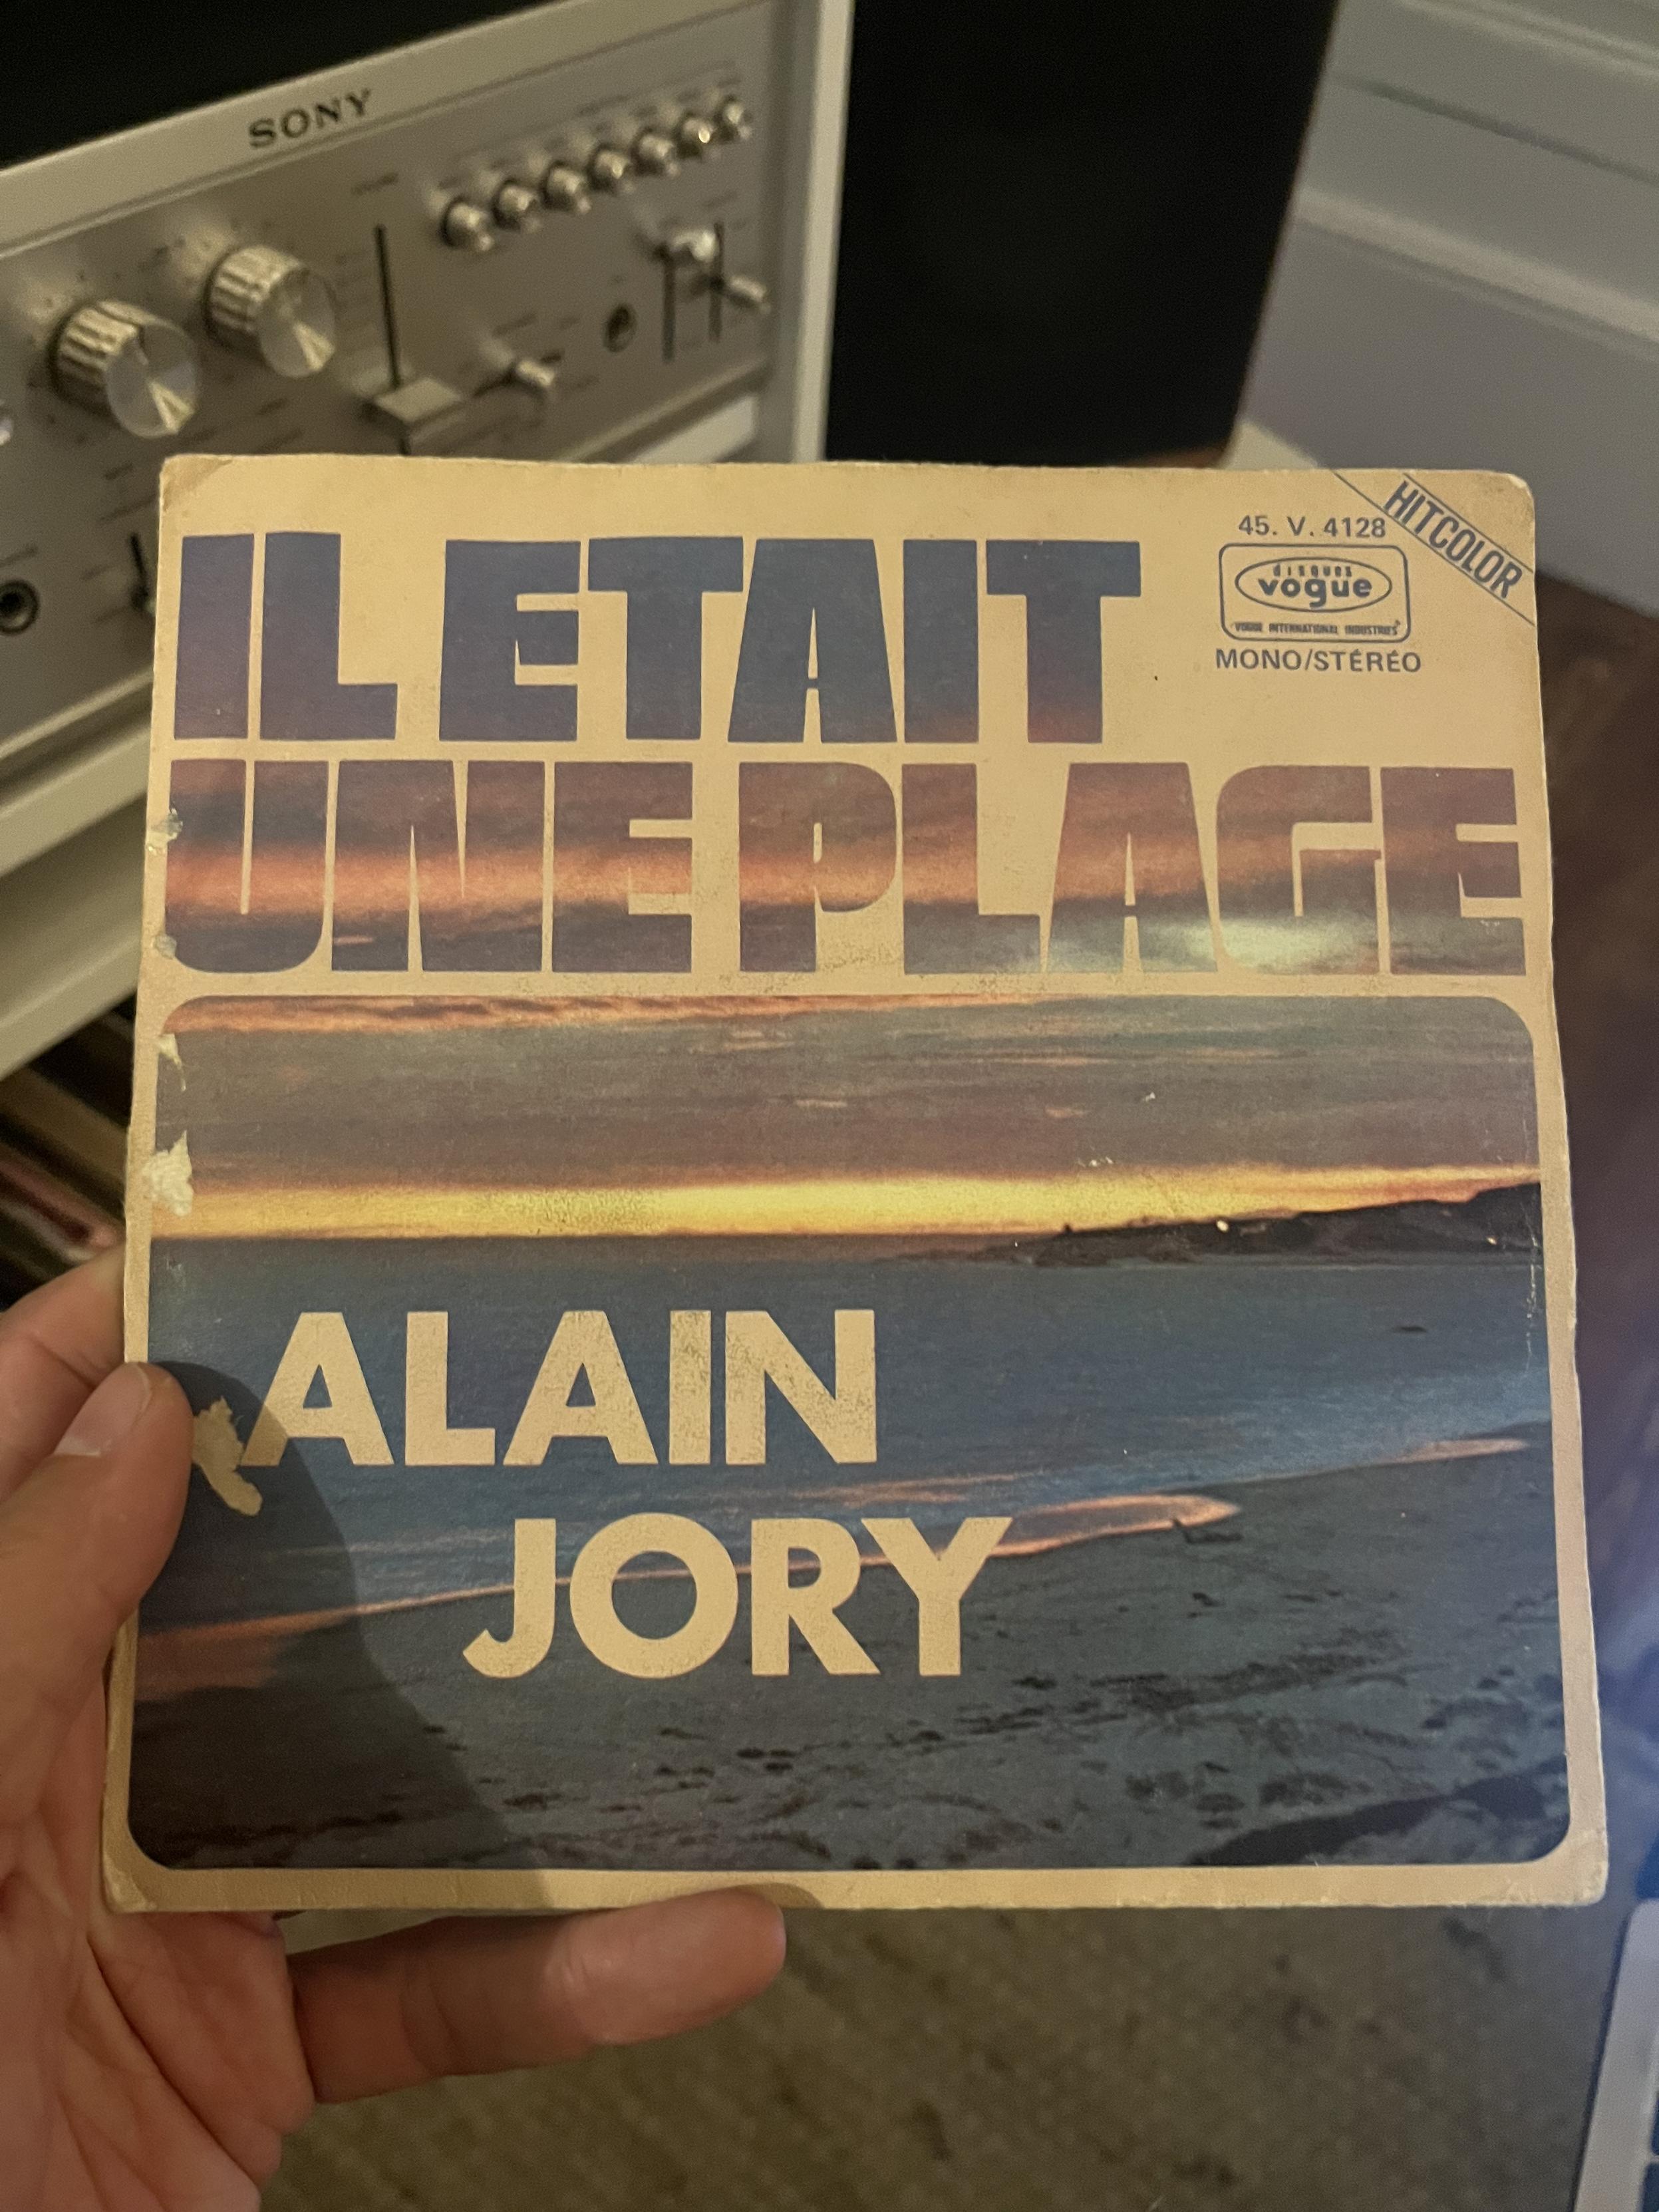 SONY
HITCOLOR
45. V. 4128
disques
vogue
VOGUE INTERNATIONAL INDUSTRIES
MONO/STÉRÉO
IL ETAIT
UNE PLAGE
ALAIN
JORY